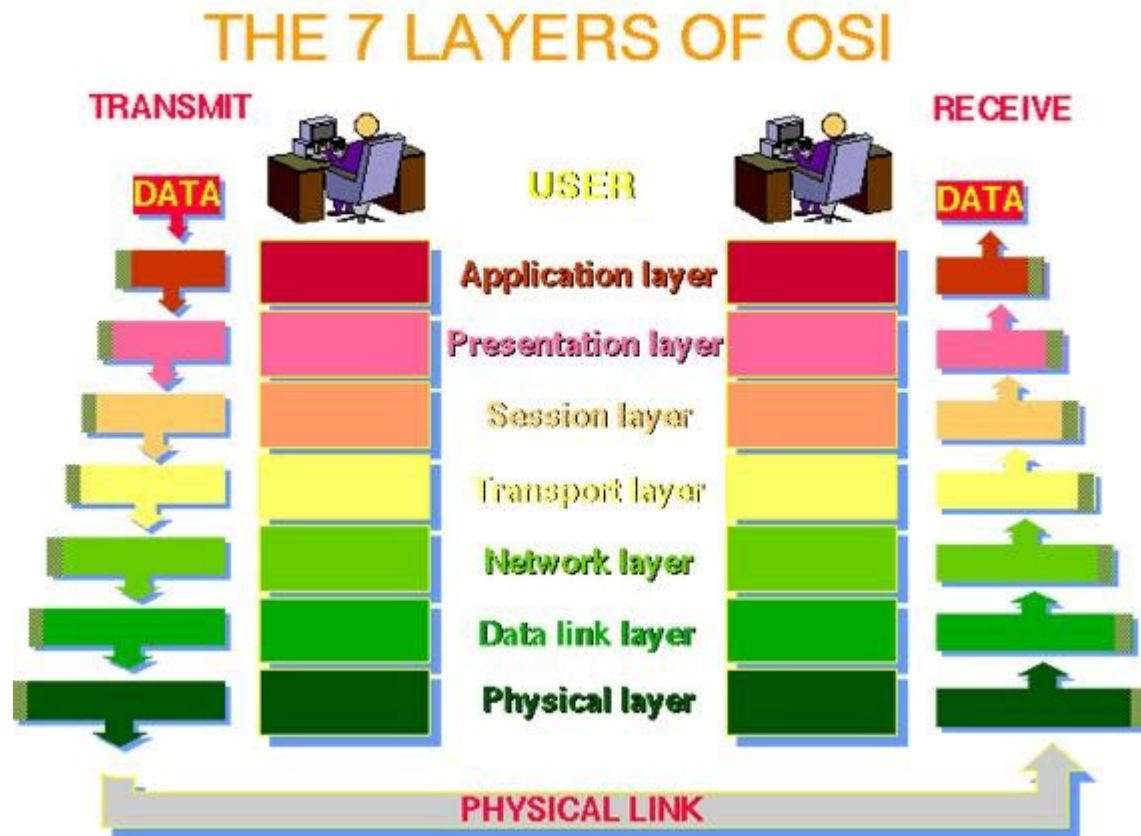 THE 7 LAYERS OF OSI
TRANSMIT
RECEIVE
DATA
USER
DATA
Application layer
Presentation layer
Session layer
Transport layer
Network layer
Data link layer
Physical layer
PHYSICAL LINK